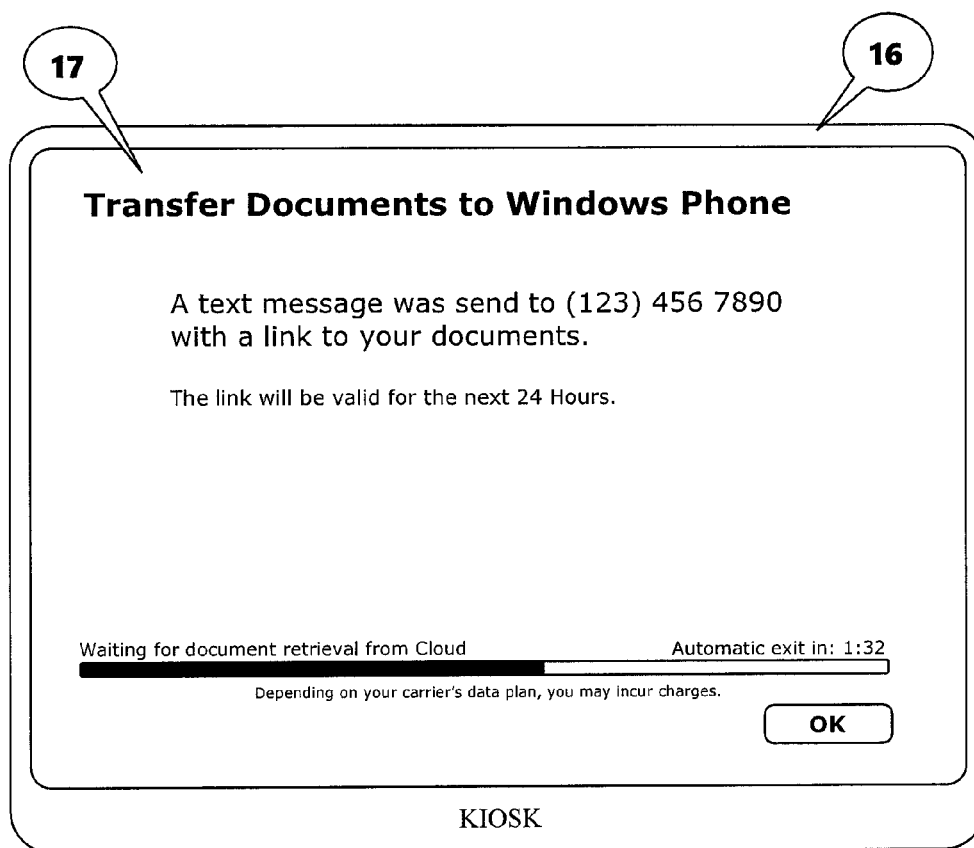 17
16
Transfer Documents to Windows Phone
A text message was send to (123) 456 7890
with a link to your documents.
The link will be valid for the next 24 Hours.
Waiting for document retrieval from Cloud
Automatic exit in: 1:32
Depending on your carrier's data plan, you may incur charges.
OK
KIOSK